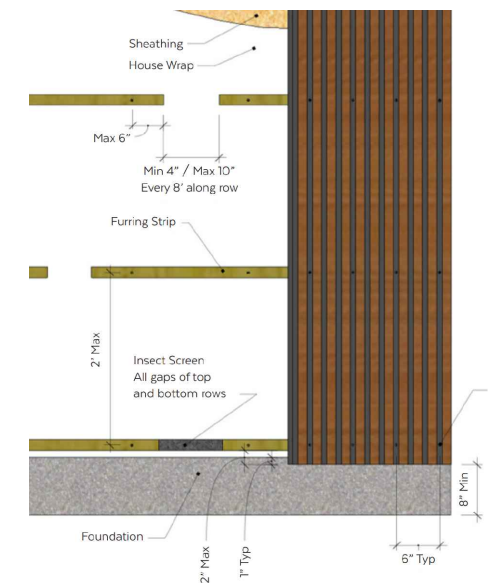 Sheathing
House Wrap
Max 6"
Min 4" / Max 10"
Every 8' along row
Furring Strip
2' Max
Insect Screen
All gaps of top
and bottom rows
8" Min
Foundation
2" Max
1" Typ
6" Typ